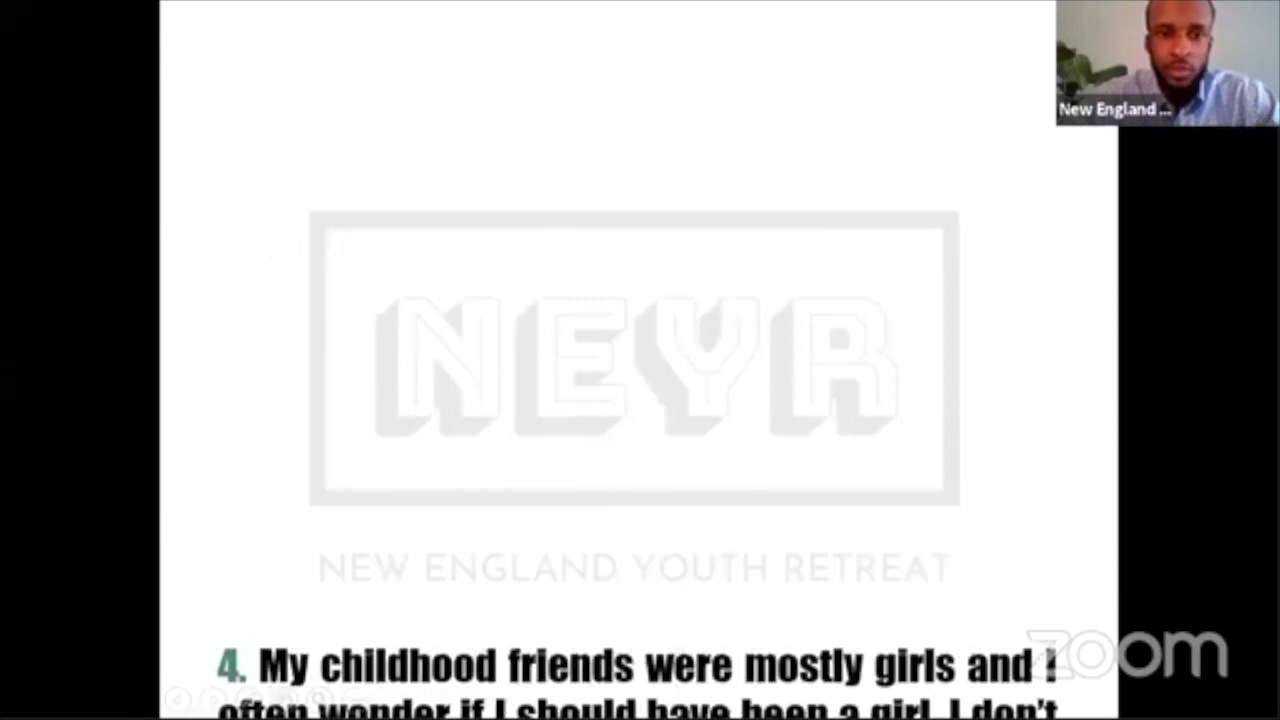 New England ...
NEYR
NEW ENGLAND YOUTH RETREAT
4. My childhood friends were mostly girls and I
often wonder if I should have been a girl. I don't
zoom